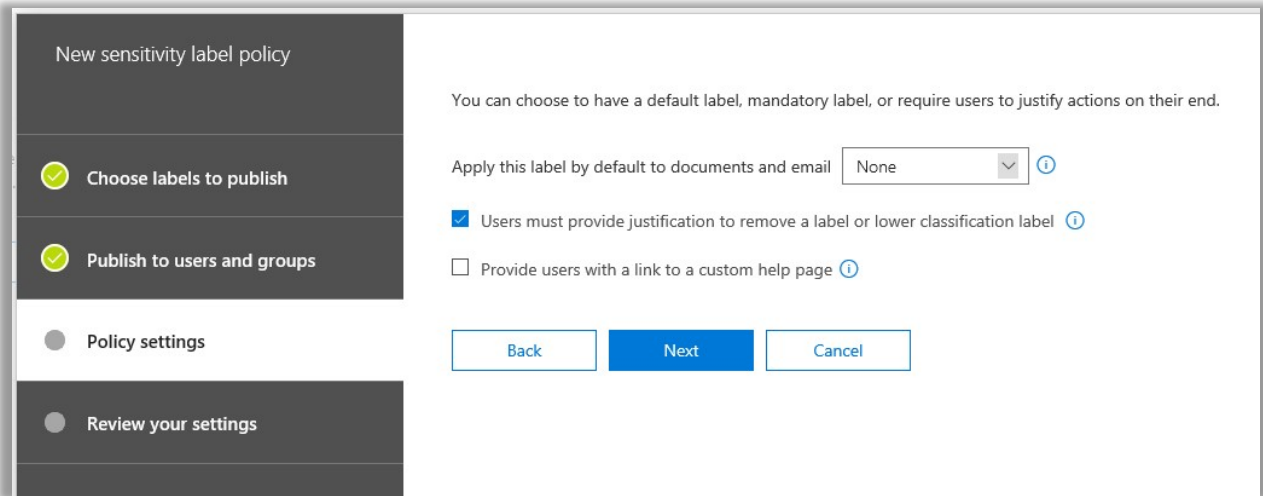 New sensitivity label policy
Choose labels to publish
Publish to users and groups
Policy settings
Review your settings
You can choose to have a default label, mandatory label, or require users to justify actions on their end.
Apply this label by default to documents and email None
Users must provide justification to remove a label or lower classification label
Provide users with a link to a custom help page
Back Next Cancel